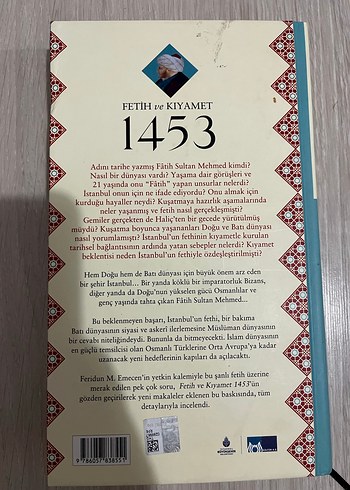 FETİH ve KIYAMET
1453
Adını tarihe yazmış Fâtih Sultan Mehmed kimdi?
Nasıl bir dünyası vardı? Yaşama dair görüşleri ve
21 yaşında onu "Fâtih" yapan unsurlar nelerdi?
İstanbul onun için ne ifade ediyordu? Onu almak için
kurduğu hayaller neydi? Kuşatmaya hazırlık aşamalarında
neler yaşanmış ve fetih nasıl gerçekleşmişti?
Gemiler gerçekten de Haliç'ten bir gecede yürütülmüş
müydü? Kuşatma boyunca yaşananları Doğu ve Batı dünyası
nasıl yorumlamıştı? İstanbul'un fethinin kıyametle kurulan
tarihsel bağlantısının ardında yatan sebepler nelerdi? Kıyamet
beklentisi neden İstanbul'un fethiyle özdeşleştirilmişti?
Hem Doğu hem de Batı dünyası için büyük önem arz eden
bir şehir İstanbul... Bir yanda köklü bir imparatorluk Bizans,
diğer yanda da Doğu'nun yükselen gücü Osmanlılar ve
genç yaşında tahta çıkan Fâtih Sultan Mehmed...
Bu beklenmeyen başarı, İstanbul'un fethi, bir bakıma
Batı dünyasının siyasi ve askerî ilerlemesine Müslüman dünyasının
bir cevabı niteliğindeydi. Bununla da bitmeyecekti. İslam dünyasının
en güçlü temsilcisi olan Osmanlı Türklerine Orta Avrupa'ya kadar
uzanacak yeni hedeflerinin kapıları da açılacaktı.
Feridun M. Emecen'in yetkin kalemiyle bu şanlı fetih üzerine
merak edilen pek çok soru, Fetih ve Kıyamet 1453'ün
gözden geçirilerek yeni makaleler eklenen bu baskısında, tüm
detaylarıyla incelendi.
9 786057 838551